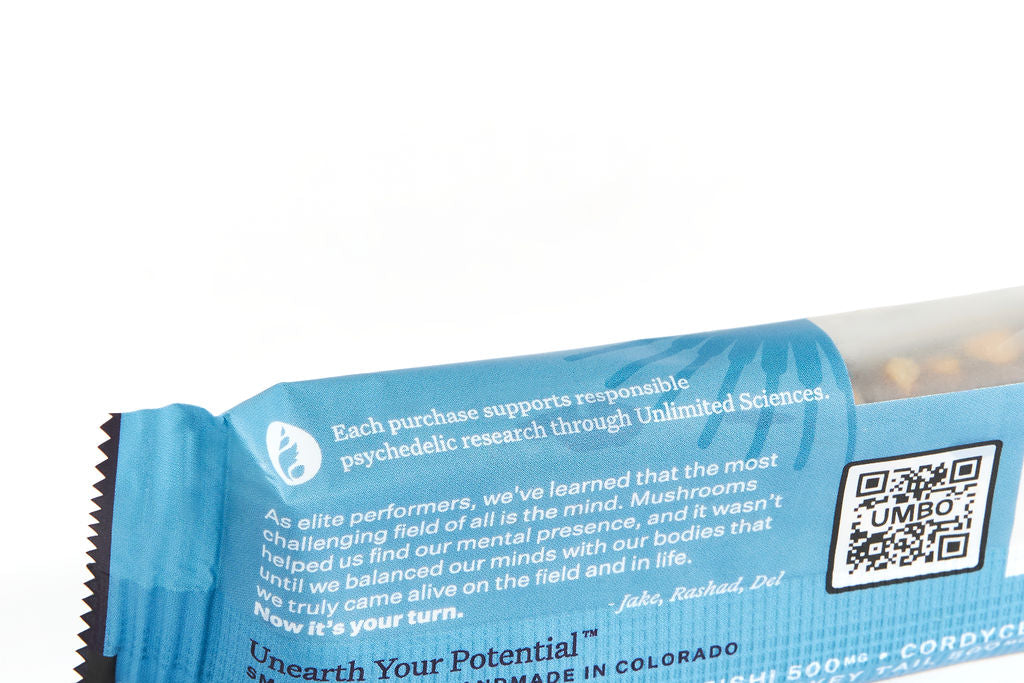 Each purchase supports responsible
psychedelic research through Unlimited Sciences.
As elite performers, we've learned that the most
challenging field of all is the mind. Mushrooms
helped us find our mental presence, and it wasn't
until we balanced our minds with our bodies that
we truly came alive on the field and in life.
Now it's your turn.
- Jake, Rashad, Del
UMBO
Unearth Your Potential™
MADE IN COLORADO
500MG • CORDYCE
TAIL